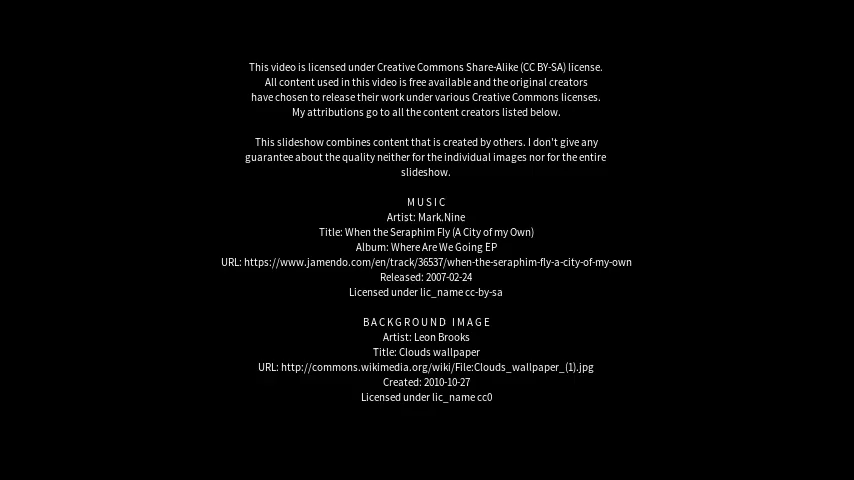 This video is licensed under Creative Commons Share-Alike (CC BY-SA) license.
All content used in this video is free available and the original creators
have chosen to release their work under various Creative Commons licenses.
My attributions go to all the content creators listed below.
This slideshow combines content that is created by others. I don't give any
guarantee about the quality neither for the individual images nor for the entire
slideshow.
MUSIC
Artist: Mark.Nine
Title: When the Seraphim Fly (A City of my Own)
Album: Where Are We Going EP
URL: https://www.jamendo.com/en/track/36537/when-the-seraphim-fly-a-city-of-my-own
Released: 2007-02-24
Licensed under lic_name cc-by-sa
BACKGROUND IMAGE
Artist: Leon Brooks
Title: Clouds wallpaper
URL: http://commons.wikimedia.org/wiki/File:Clouds_wallpaper_(1).jpg
Created: 2010-10-27
Licensed under lic_name cc0